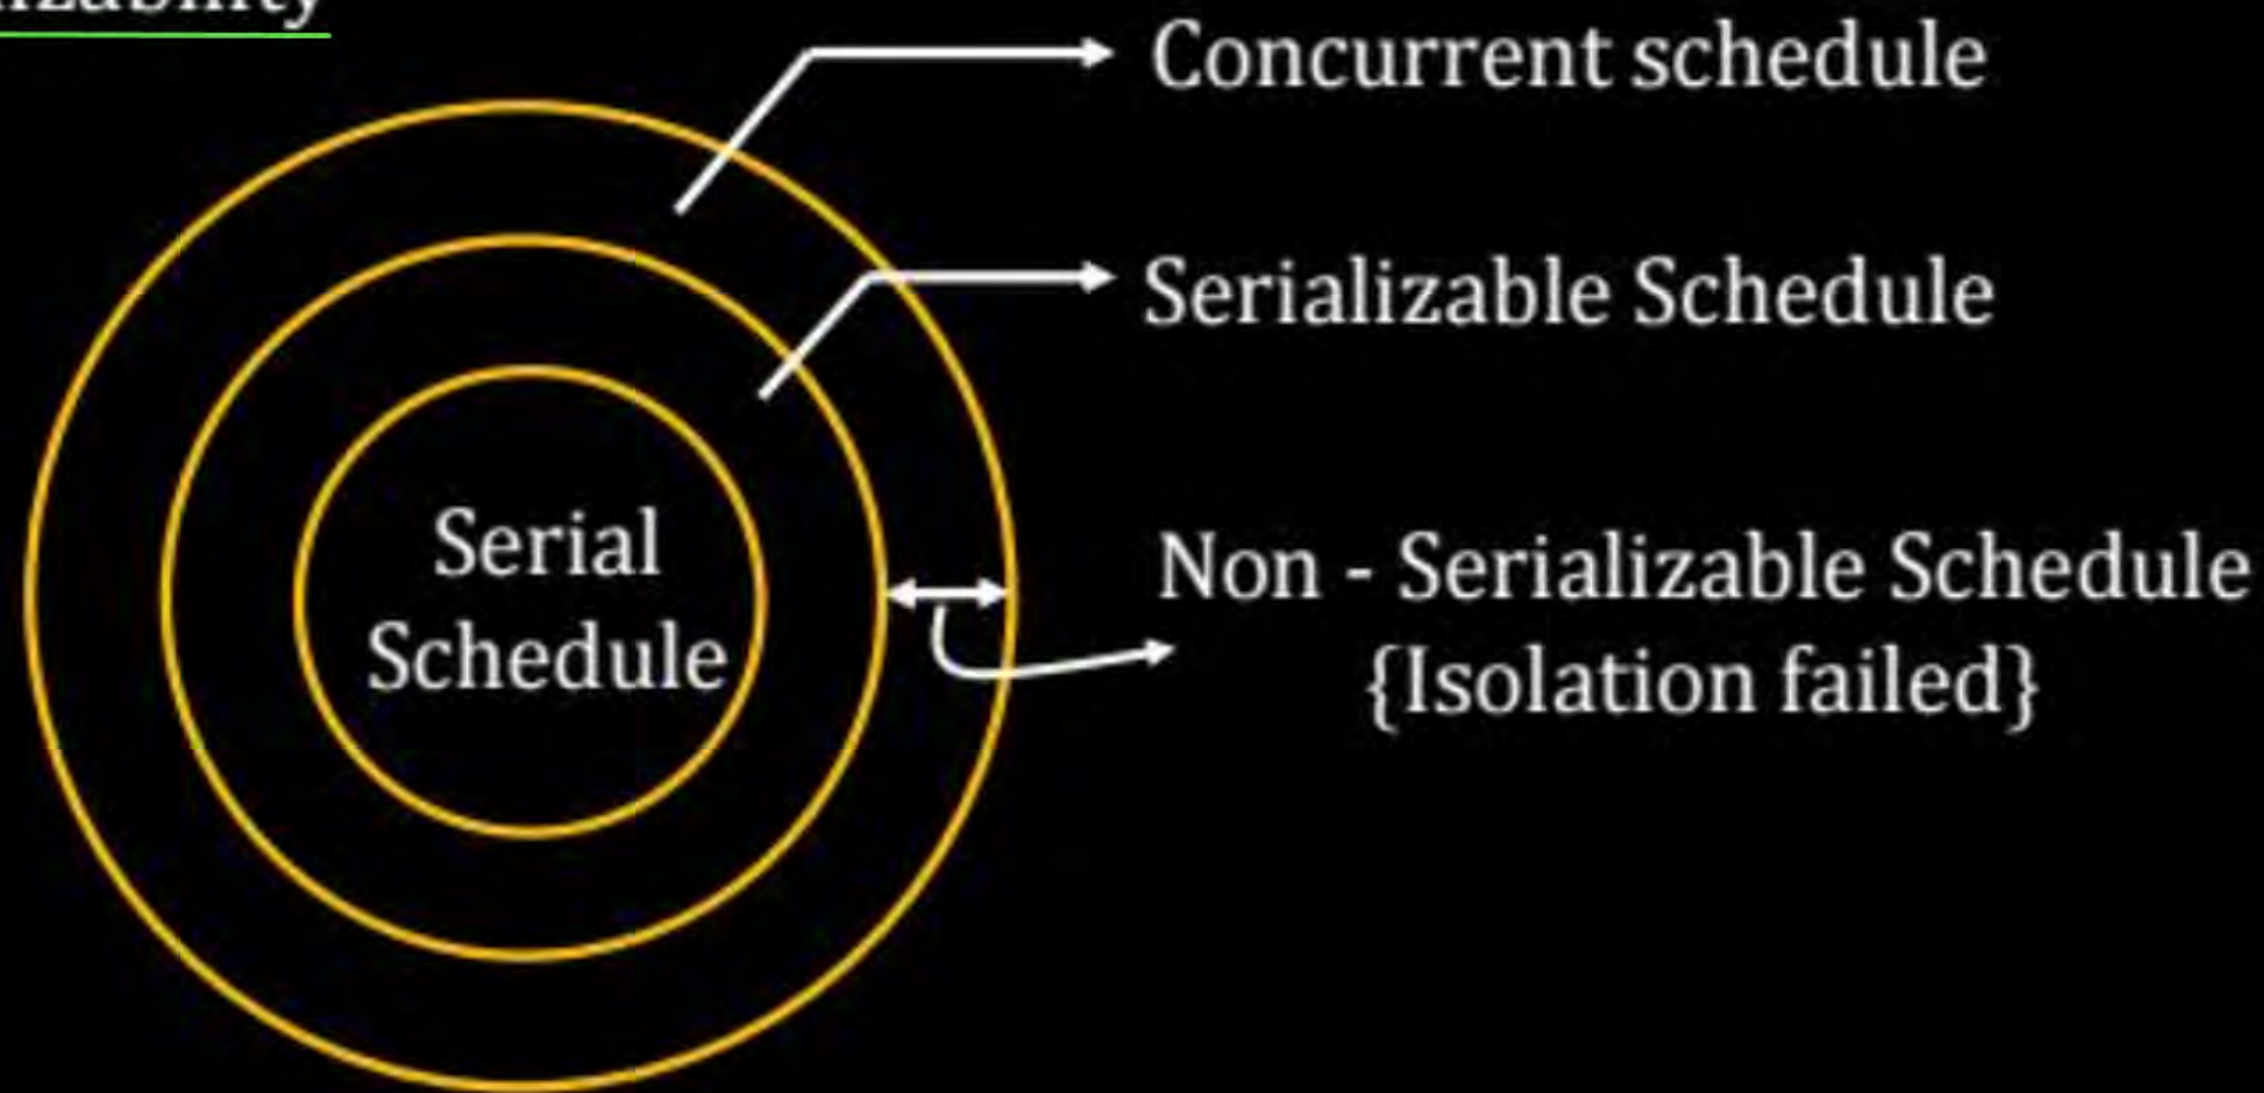 Concurrent schedule
Serializable Schedule
Serial
Schedule
Non - Serializable Schedule
{Isolation failed}